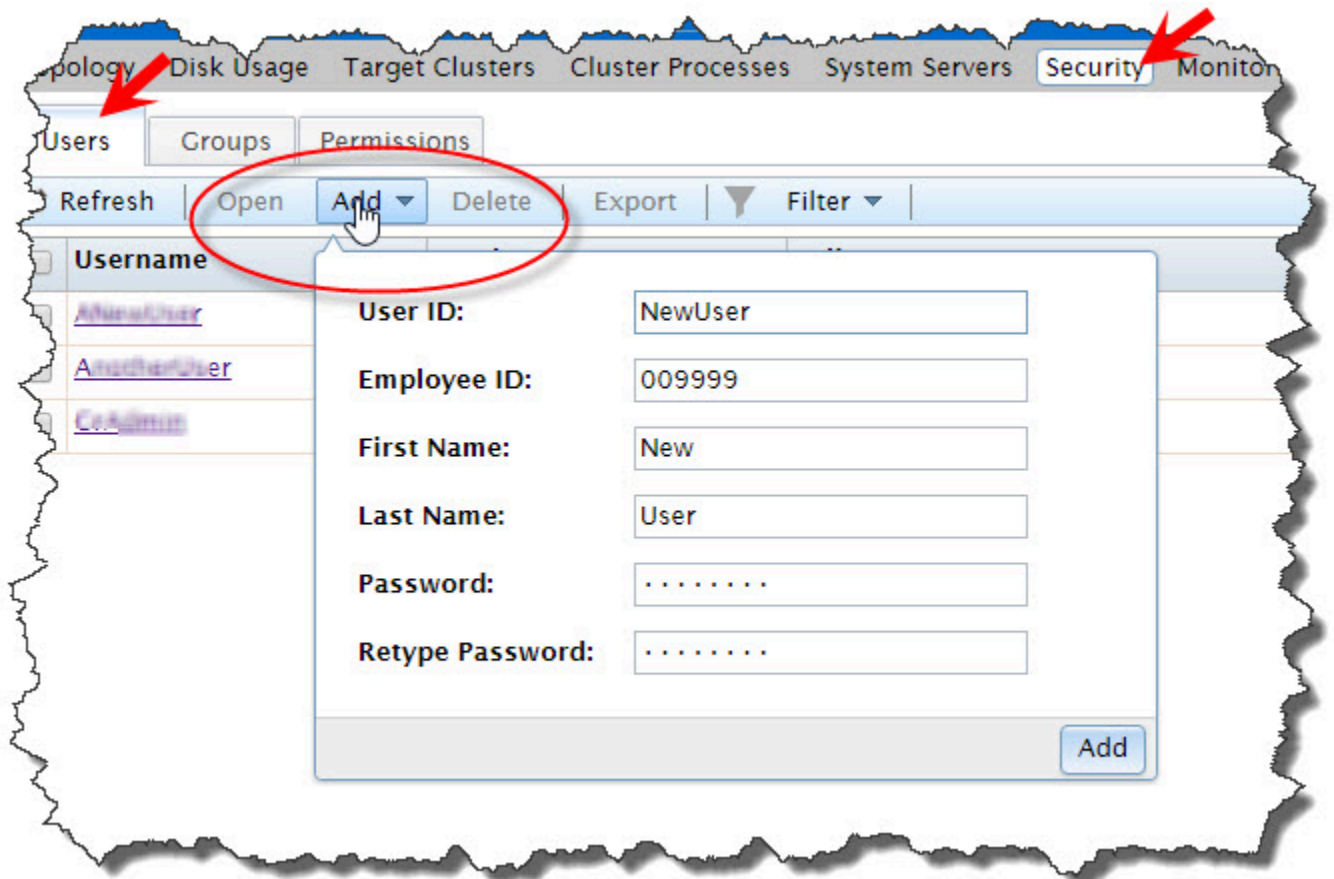 pology Disk Usage Target Clusters Cluster Processes System Servers Security Monitor
Users Groups Permissions
Refresh Open Add Delete Export Filter
Username
User ID: NewUser
Employee ID: 009999
First Name: New
Last Name: User
Password: ········
Retype Password: ········
Add